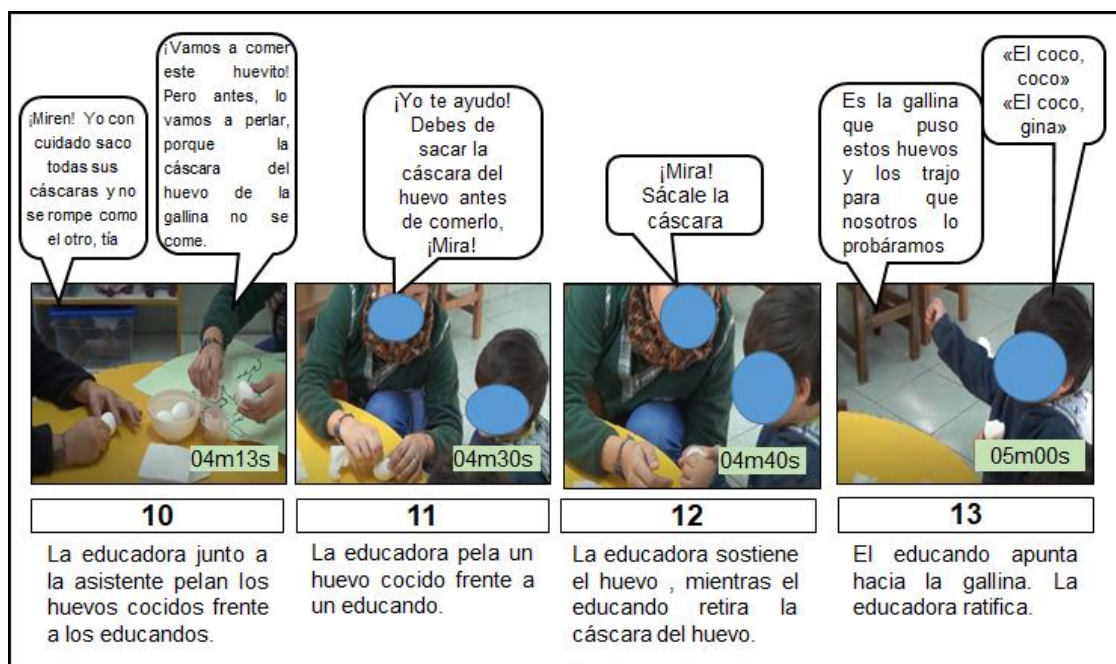 ¡Miren! Yo con
cuidado saco
todas sus
cáscaras y no
se rompe como
el otro, tía
¡Vamos a comer
este huevito!
Pero antes, lo
vamos a perlar,
porque la
cáscara del
huevo de la
gallina no se
come.
04m13s
10
La educadora junto a
la asistente pelan los
huevos cocidos frente
a los educandos.
¡Yo te ayudo!
Debes de
sacar la
cáscara del
huevo antes
de comerlo,
¡Mira!
04m30s
11
La educadora pela un
huevo cocido frente a
un educando.
¡Mira!
Sácale la
cáscara
04m40s
12
La educadora sostiene
el huevo , mientras el
educando retira la
cáscara del huevo.
Es la gallina
que puso
estos huevos
y los trajo
para que
nosotros lo
probáramos
«El coco,
coco»
«El coco,
gina»
05m00s
13
El educando apunta
hacia la gallina. La
educadora ratifica.